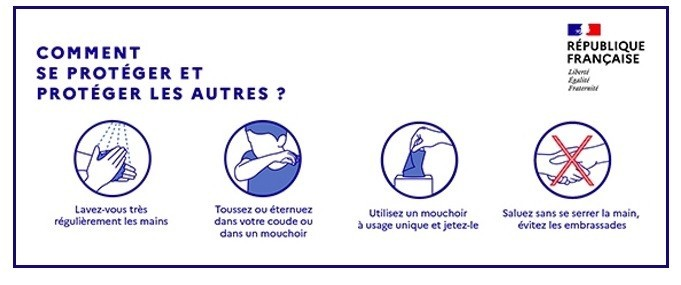 COMMENT
SE PROTÉGER ET
PROTÉGER LES AUTRES ?
RÉPUBLIQUE
FRANÇAISE
Liberté
Égalité
Fraternité
Lavez-vous très
régulièrement les mains
Toussez ou éternuez
dans votre coude ou
dans un mouchoir
Utilisez un mouchoir
à usage unique et jetez-le
Saluez sans se serrer la main,
évitez les embrassades